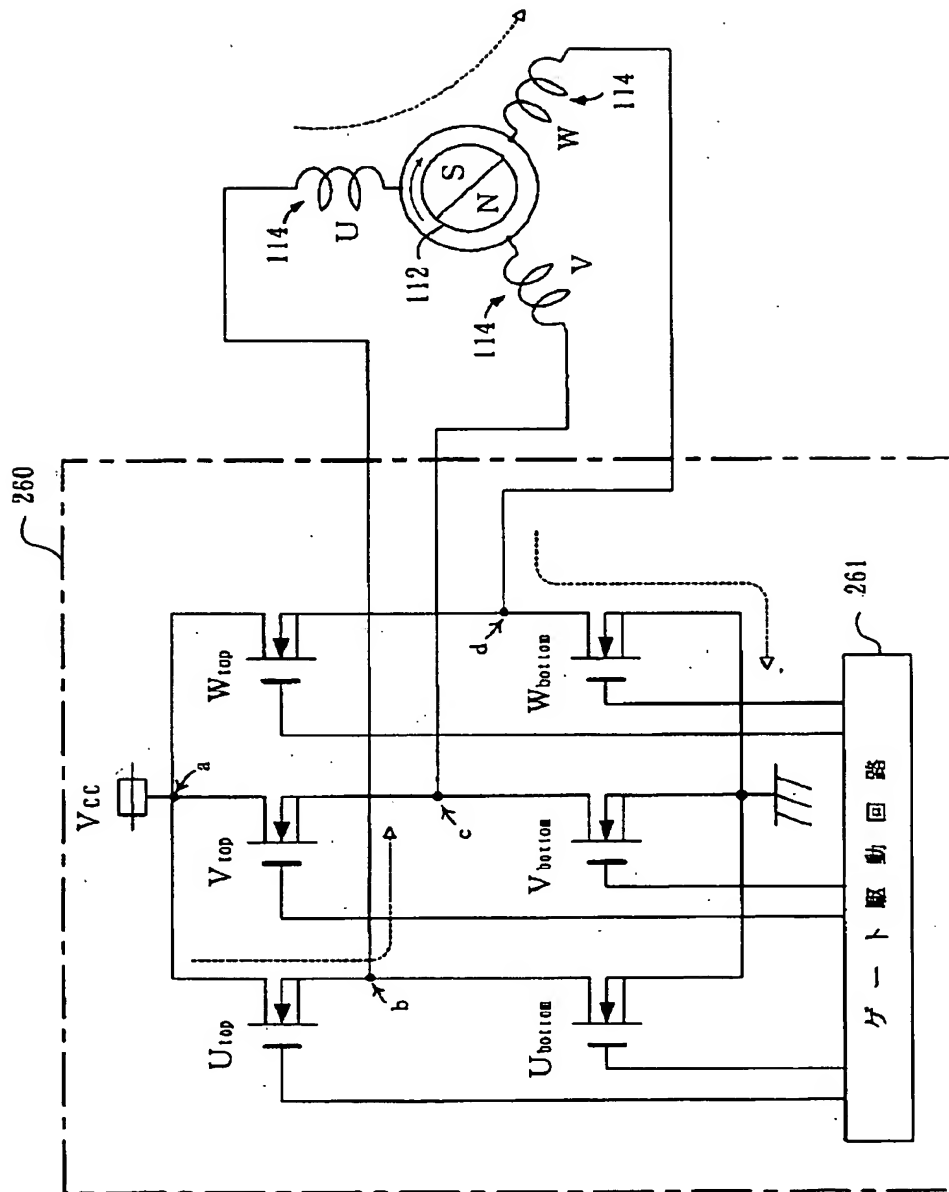 260
VCC
a
Utop
Vtop
Wtop
b
c
d
Ubottom
Vbottom
Wbottom
261
ゲート駆動回路
114
U
112
S
N
114
V
W
114